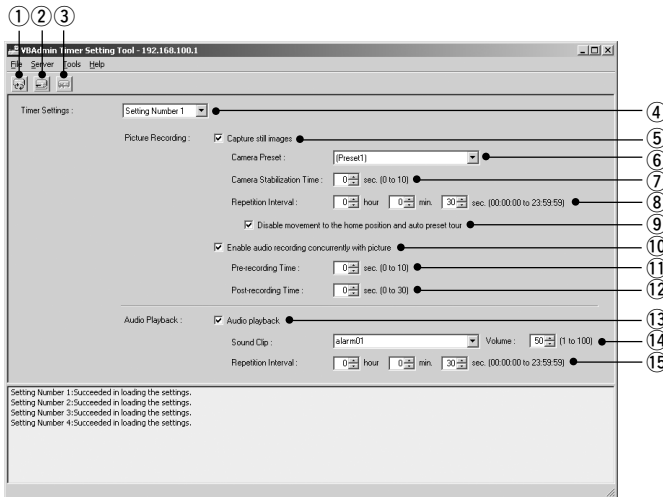 ① ② ③
VBAdmin Timer Setting Tool - 192.168.100.1
File Server Tools Help
Timer Settings : Setting Number 1 ④
Picture Recording : Capture still images ⑤
Camera Preset : (Preset1) ⑥
Camera Stabilization Time : 0 sec. (0 to 10) ⑦
Repetition Interval : 0 hour 0 min. 30 sec. (00:00:00 to 23:59:59) ⑧
Disable movement to the home position and auto preset tour ⑨
Enable audio recording concurrently with picture ⑩
Pre-recording Time : 0 sec. (0 to 10) ⑪
Post-recording Time : 0 sec. (0 to 30) ⑫
Audio Playback : Audio playback ⑬
Sound Clip : alarm01 Volume : 50 (1 to 100) ⑭
Repetition Interval : 0 hour 0 min. 30 sec. (00:00:00 to 23:59:59) ⑮
Setting Number 1:Succeeded in loading the settings.
Setting Number 2:Succeeded in loading the settings.
Setting Number 3:Succeeded in loading the settings.
Setting Number 4:Succeeded in loading the settings.